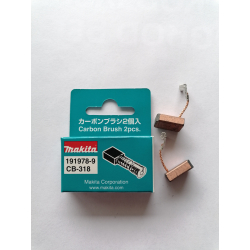 カーボンブラシ2個入
Carbon Brush 2pcs.
makita
191978-9
CB-318
Makita Corporation